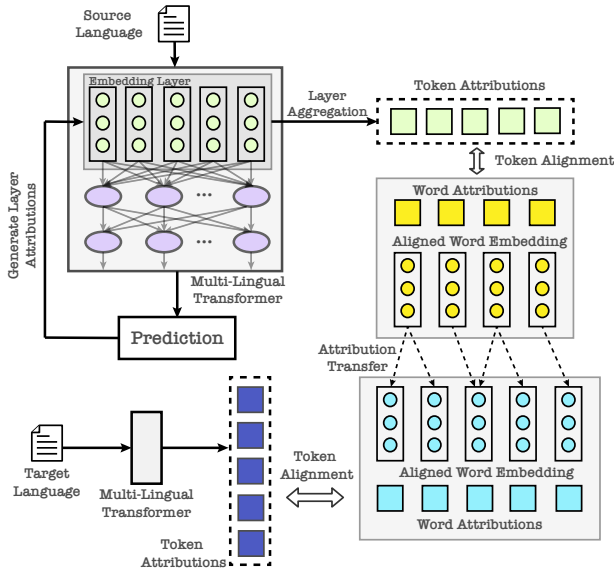 Source
Language
Embedding Layer
Layer
Aggregation
Token Attributions
Token Alignment
Word Attributions
Aligned Word Embedding
Generate Layer
Attributions
Multi-Lingual
Transformer
Prediction
Attribution
Transfer
Target
Language
Multi-Lingual
Transformer
Token
Attributions
Token
Alignment
Aligned Word Embedding
Word Attributions